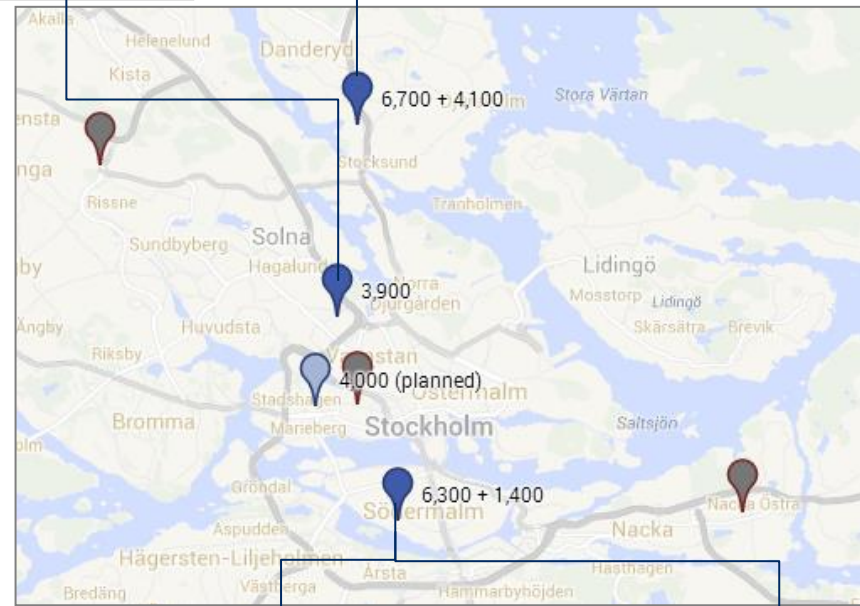 Akalla
Helenelund
Danderyd
Kista
6,700 + 4,100
Stora Värtan
Stocksund
Rissne
Tranholmen
Sundbyberg
Solna
Hagalund
Lidingö
3,900
Norra
Djurgården
Mosstorp
Lidingö
Ängby
Huvudsta
Skärsätra
Brevik
Riksby
4,000 (planned)
Östermalm
Stadshagen
Bromma
Marieberg
Stockholm
Saltsjön
Gröndal
6,300 + 1,400
Södermalm
Nacka Östra
Aspudden
Nacka
Hägersten-Liljeholmen
Årsta
Hästhagen
Bredäng
Västberga
Hammarbyhöjden